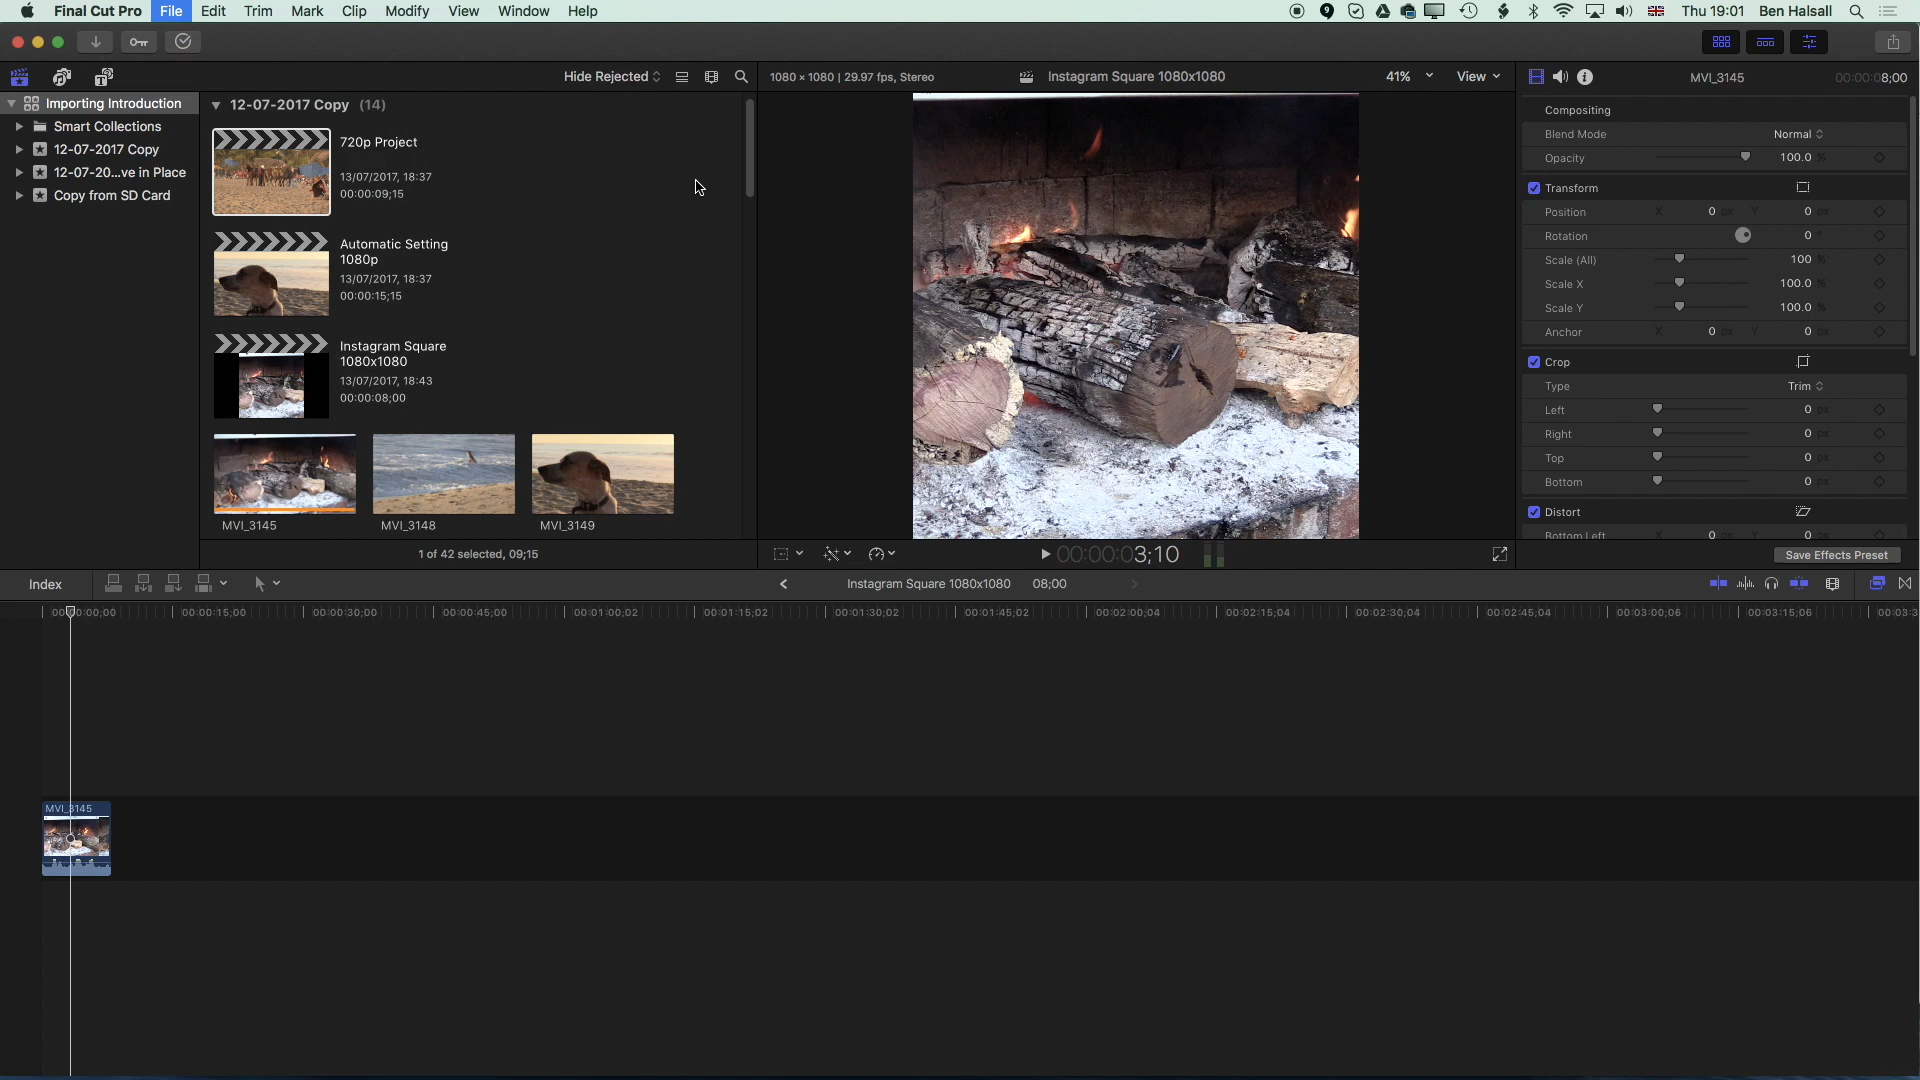 Final Cut Pro File Edit Trim Mark Clip Modify View Window Help
Thu 19:01 Ben Halsall
Hide Rejected
1080 × 1080 | 29.97 fps, Stereo
Instagram Square 1080x1080
41% View
MVI_3145
00:00:08;00
Importing Introduction
Smart Collections
12-07-2017 Copy
12-07-20...ve in Place
Copy from SD Card
12-07-2017 Copy (14)
720p Project
13/07/2017, 18:37
00:00:09;15
Automatic Setting
1080p
13/07/2017, 18:37
00:00:15;15
Instagram Square
1080x1080
13/07/2017, 18:43
00:00:08;00
MVI_3145 MVI_3148 MVI_3149
1 of 42 selected, 09;15
00:00:03;10
Compositing
Blend Mode Normal
Opacity 100.0 %
Transform
Position X 0 px Y 0 px
Rotation 0 °
Scale (All) 100 %
Scale X 100.0 %
Scale Y 100.0 %
Anchor X 0 px Y 0 px
Crop
Type Trim
Left 0 px
Right 0 px
Top 0 px
Bottom 0 px
Distort
Bottom Left X 0 px Y 0 px
Save Effects Preset
Index
Instagram Square 1080x1080 08;00
00:00:00;00 00:00:15;00 00:00:30;00 00:00:45;00 00:01:00;02 00:01:15;02 00:01:30;02 00:01:45;02 00:02:00;04 00:02:15;04 00:02:30;04 00:02:45;04 00:03:00;06 00:03:15;06 00:03:3
MVI_3145